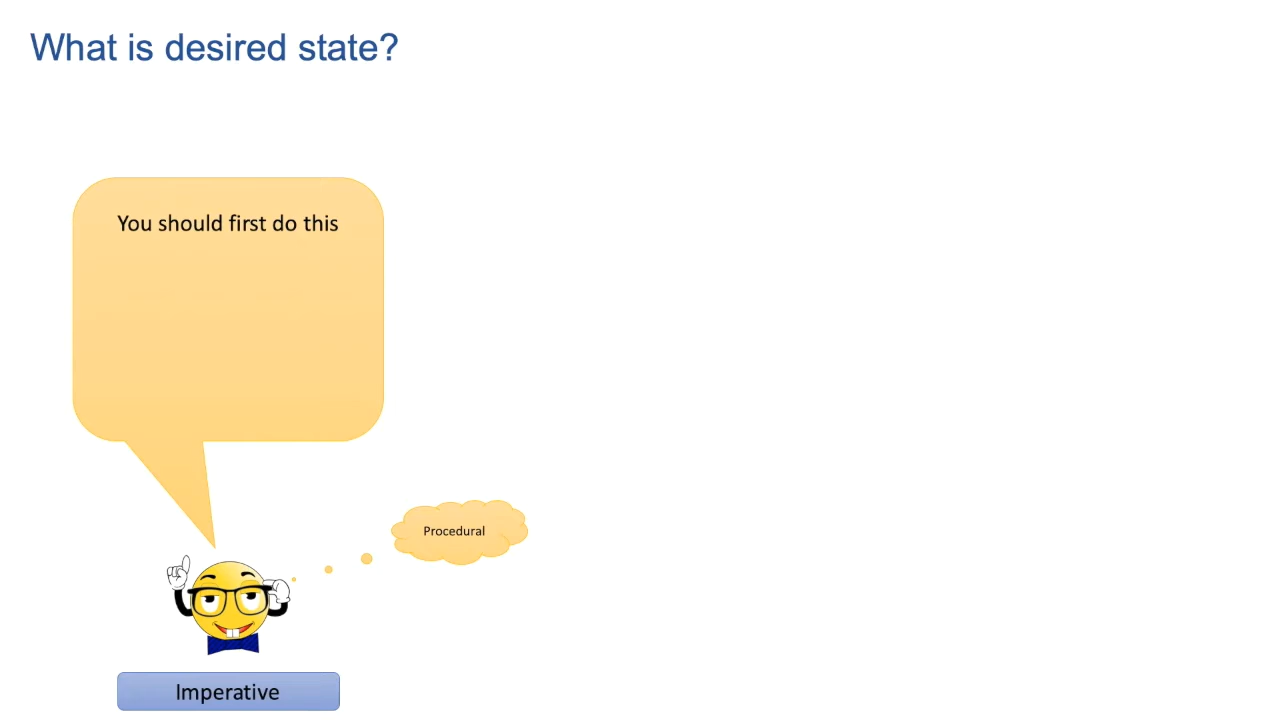 What is desired state?
You should first do this
Procedural
Imperative